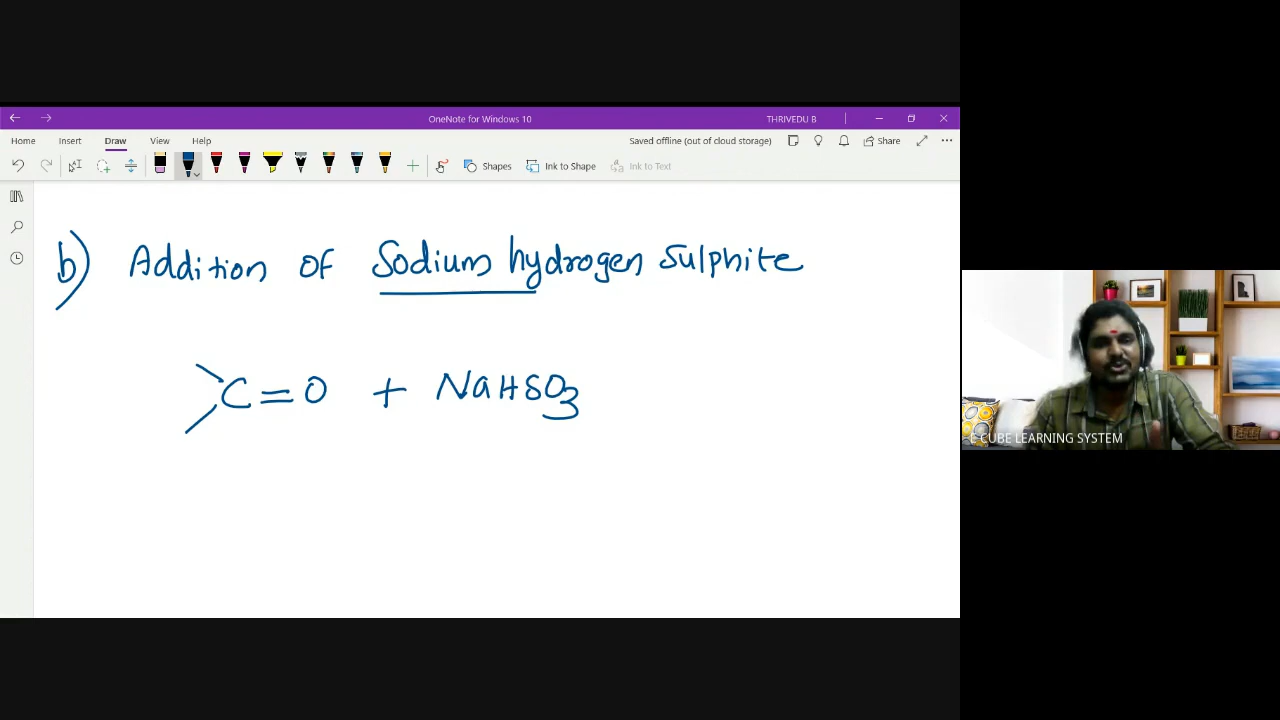 OneNote for Windows 10
THRIVEDU B
Home Insert Draw View Help
Saved offline (out of cloud storage)
Share
Shapes
Ink to Shape
Ink to Text
b) Addition of Sodium hydrogen Sulphite
>C=O + NaHSO3
E CUBE LEARNING SYSTEM